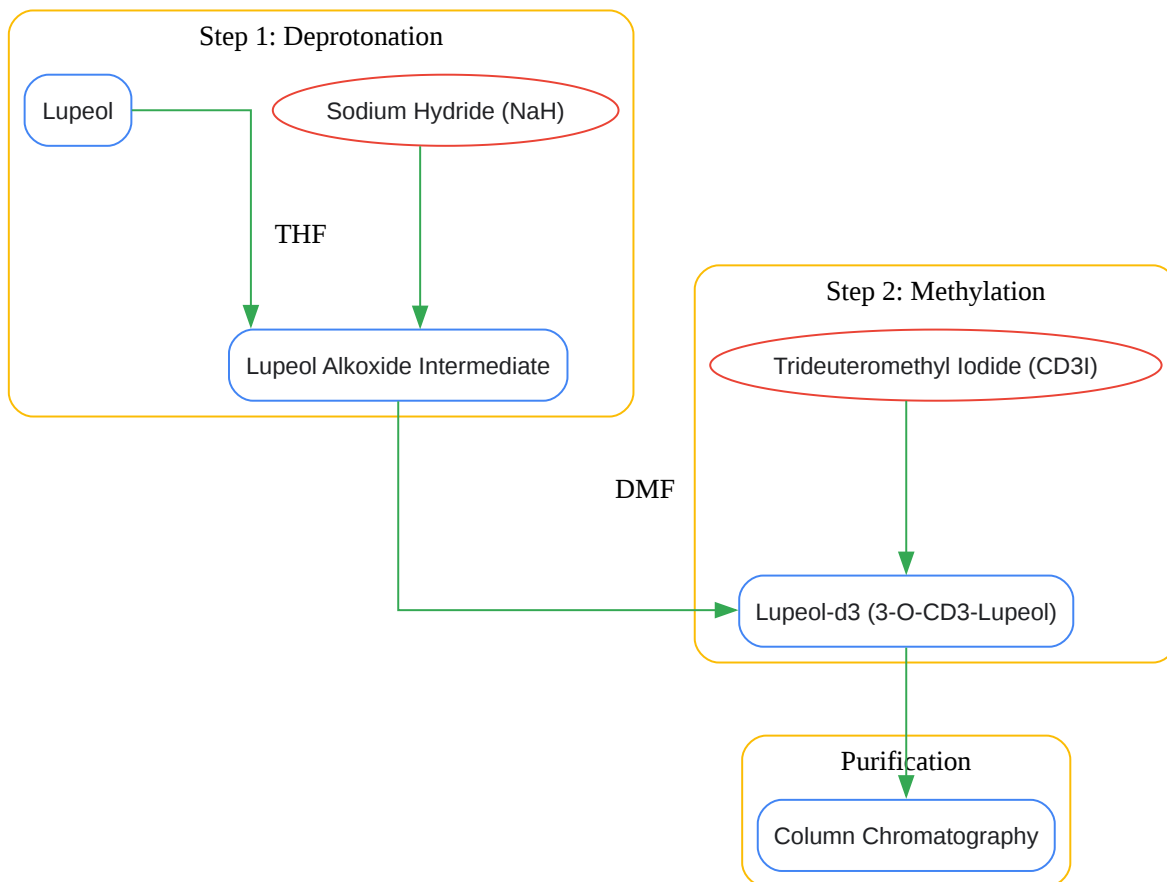 Step 1: Deprotonation
Lupeol
Sodium Hydride (NaH)
THF
Lupeol Alkoxide Intermediate
Step 2: Methylation
Trideuteromethyl Iodide (CD3I)
DMF
Lupeol-d3 (3-O-CD3-Lupeol)
Purification
Column Chromatography